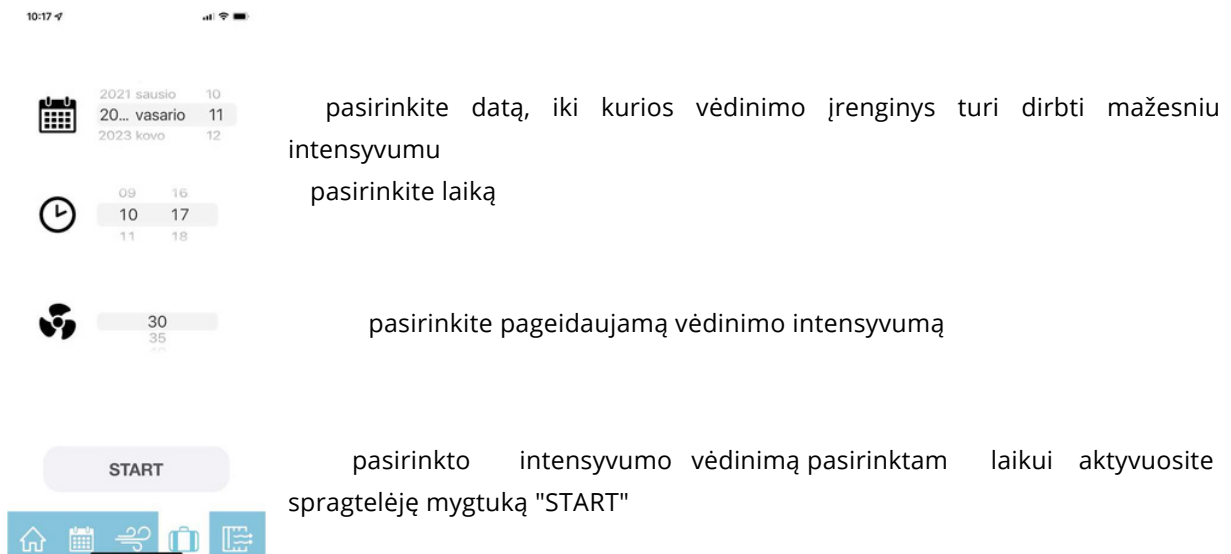 10:17
2021 sausio 10
20... vasario 11
2023 kovo 12
pasirinkite datą, iki kurios vėdinimo įrenginys turi dirbti mažesniu
intensyvumu
pasirinkite laiką
09 16
10 17
11 18
30
35
pasirinkite pageidaujamą vėdinimo intensyvumą
START
pasirinkto intensyvumo vėdinimą pasirinktam laikui aktyvuosite
spragtelėję mygtuką "START"